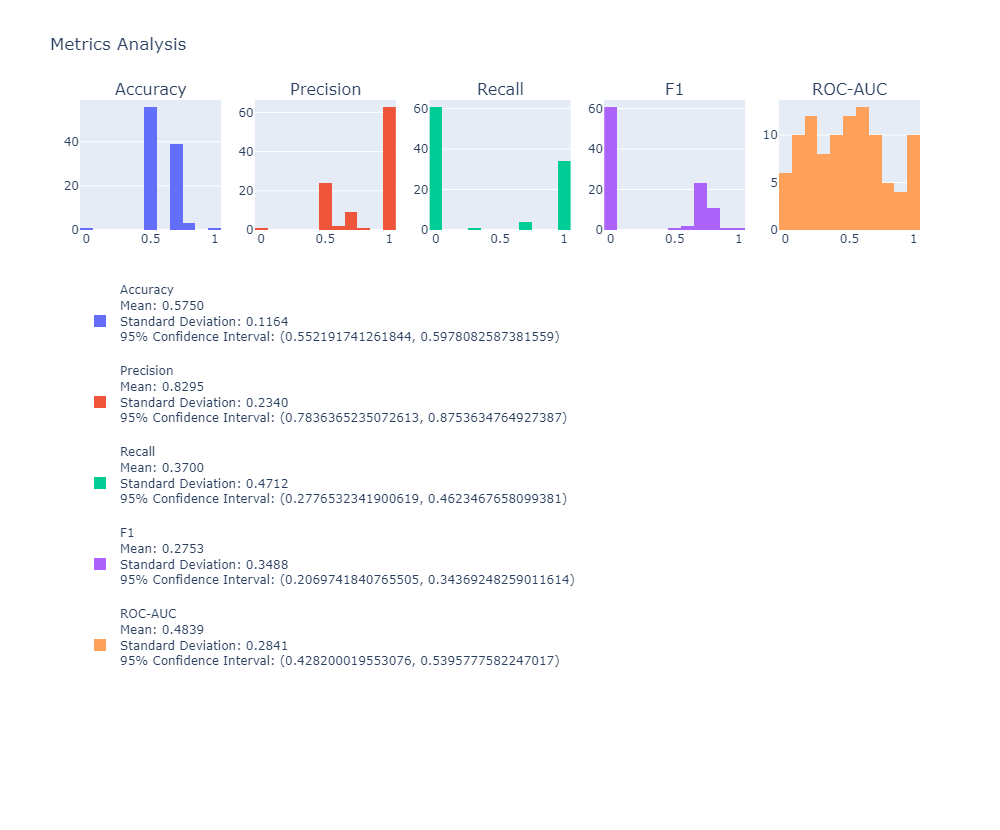 Metrics Analysis
Accuracy
Precision
Recall
F1
ROC-AUC
0
20
40
0
0.5
1
0
20
40
60
0
0.5
1
0
20
40
60
0
0.5
1
0
20
40
60
0
0.5
1
0
5
10
0
0.5
1
Accuracy
Mean: 0.5750
Standard Deviation: 0.1164
95% Confidence Interval: (0.552191741261844, 0.5978082587381559)
Precision
Mean: 0.8295
Standard Deviation: 0.2340
95% Confidence Interval: (0.7836365235072613, 0.8753634764927387)
Recall
Mean: 0.3700
Standard Deviation: 0.4712
95% Confidence Interval: (0.2776532341900619, 0.4623467658099381)
F1
Mean: 0.2753
Standard Deviation: 0.3488
95% Confidence Interval: (0.2069741840765505, 0.34369248259011614)
ROC-AUC
Mean: 0.4839
Standard Deviation: 0.2841
95% Confidence Interval: (0.428200019553076, 0.5395777582247017)